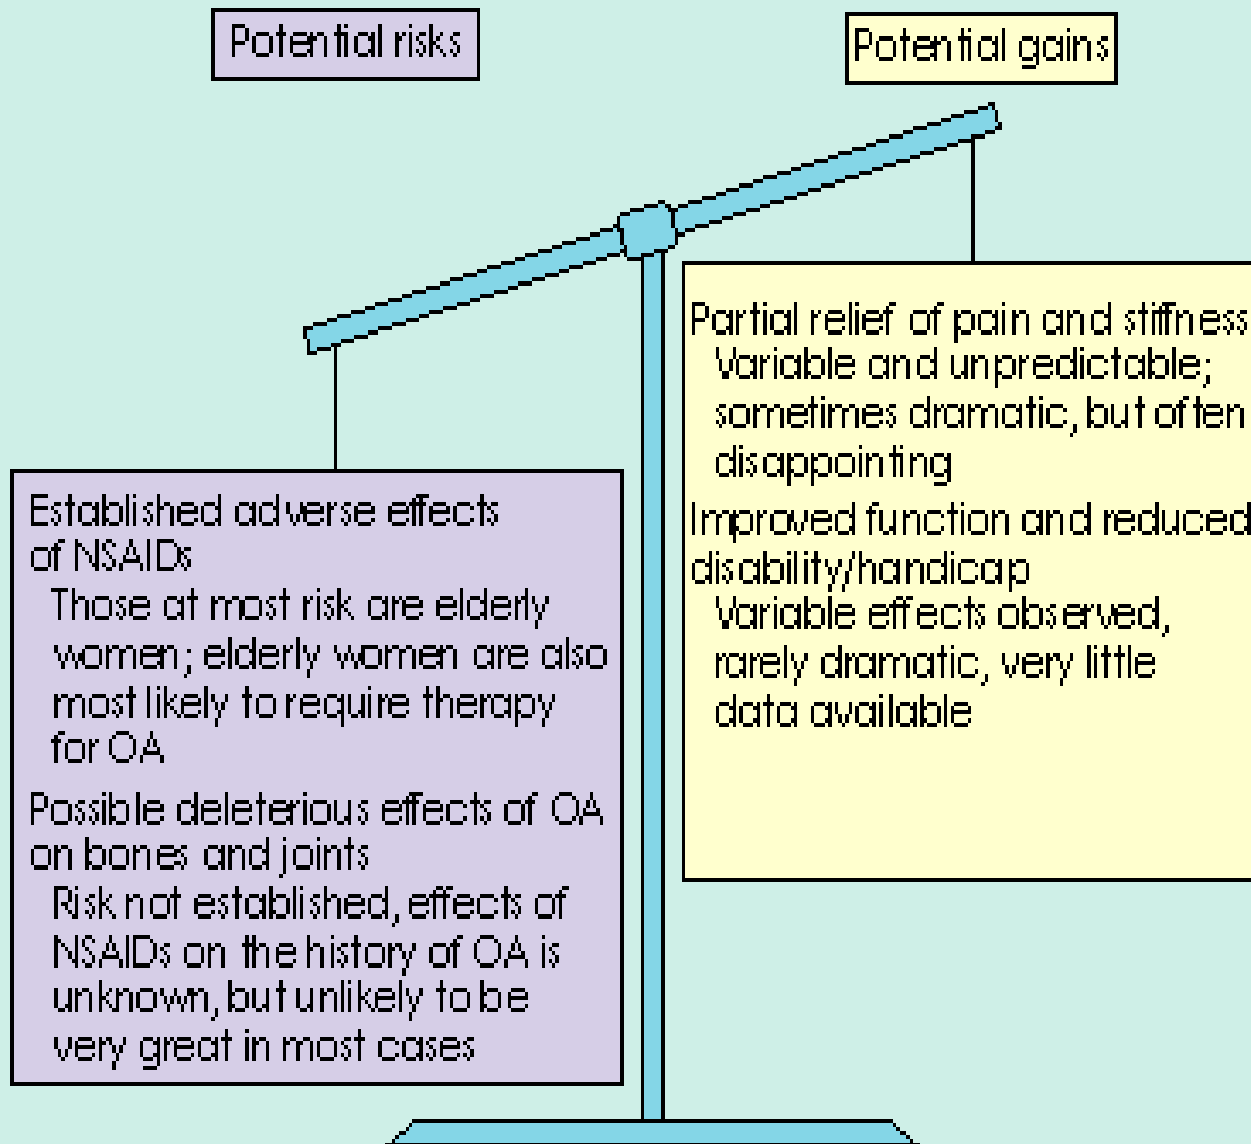 Potential risks
Potential gains
Established adverse effects
of NSAIDs
Those at most risk are elderly
women; elderly women are also
most likely to require therapy
for OA
Possible deleterious effects of OA
on bones and joints
Risk not established, effects of
NSAIDs on the history of OA is
unknown, but unlikely to be
very great in most cases
Partial relief of pain and stiffness
Variable and unpredictable;
sometimes dramatic, but often
disappointing
Improved function and reduced
disability/handicap
Variable effects observed,
rarely dramatic, very little
data available